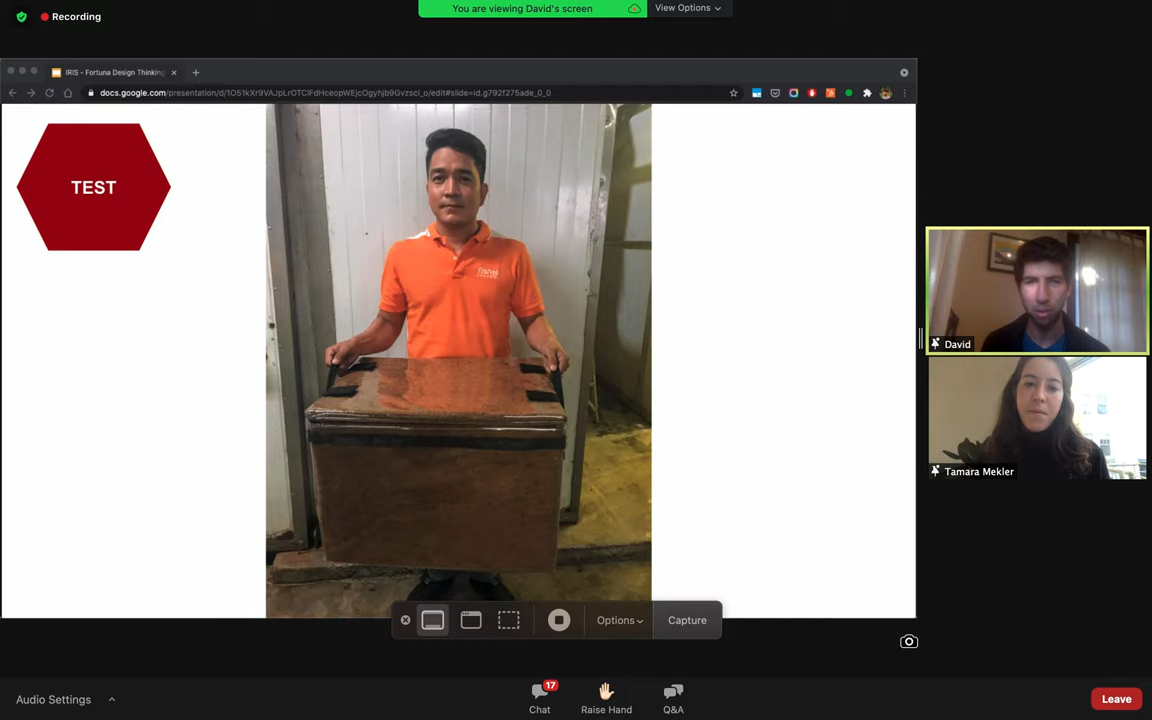 Recording
You are viewing David's screen
View Options
IRIS - Fortuna Design Thinking
docs.google.com/presentation/d/1O51kXr9VAJpLrOTClFdHceopWEjcOgyhjb9Gvzsci_o/edit#slide=id.g792f275ade_0_0
TEST
David
Tamara Mekler
Options
Capture
Audio Settings
17
Chat
Raise Hand
Q&A
Leave